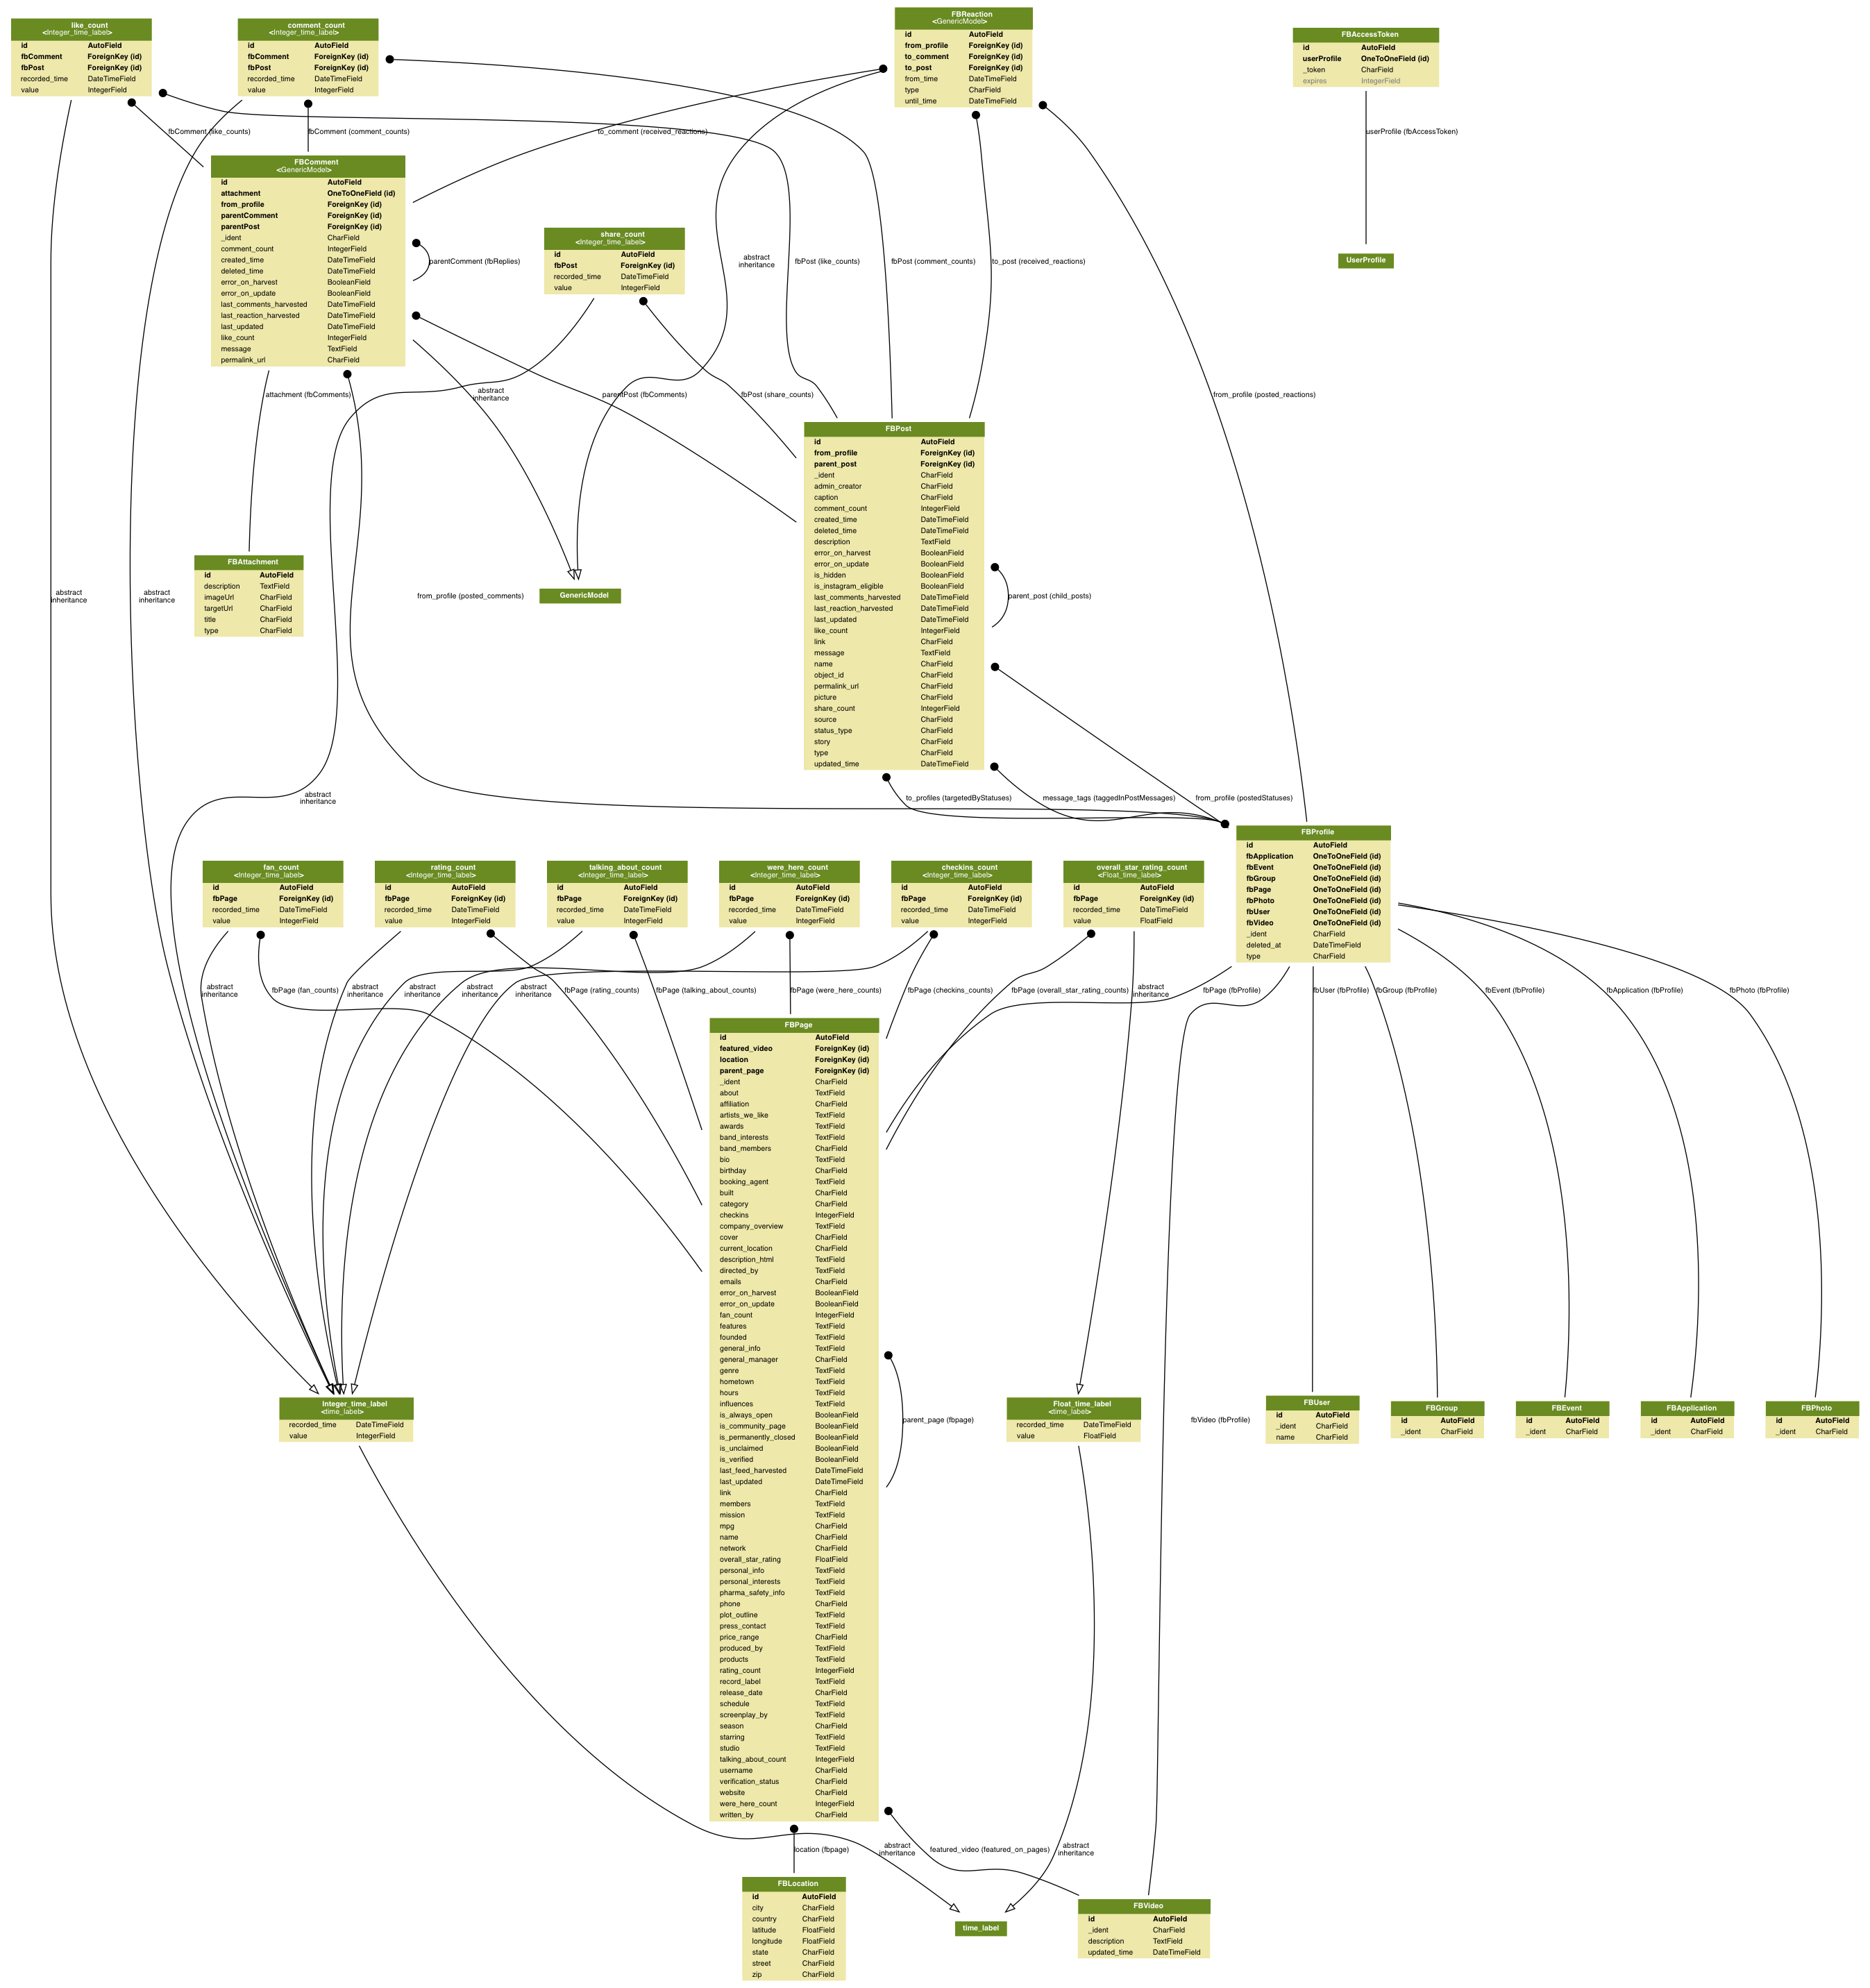 like_count
<Integer_time_label>
id AutoField
fbComment ForeignKey (id)
fbPost ForeignKey (id)
recorded_time DateTimeField
value IntegerField
comment_count
<Integer_time_label>
id AutoField
fbComment ForeignKey (id)
fbPost ForeignKey (id)
recorded_time DateTimeField
value IntegerField
FBReaction
<GenericModel>
id AutoField
from_profile ForeignKey (id)
to_comment ForeignKey (id)
to_post ForeignKey (id)
from_time DateTimeField
type CharField
until_time DateTimeField
FBAccessToken
id AutoField
userProfile OneToOneField (id)
_token CharField
expires IntegerField
fbComment (like_counts)
fbComment (comment_counts)
to_comment (received_reactions)
userProfile (fbAccessToken)
FBComment
<GenericModel>
id AutoField
attachment OneToOneField (id)
from_profile ForeignKey (id)
parentComment ForeignKey (id)
parentPost ForeignKey (id)
_ident CharField
comment_count IntegerField
created_time DateTimeField
deleted_time DateTimeField
error_on_harvest BooleanField
error_on_update BooleanField
last_comments_harvested DateTimeField
last_reaction_harvested DateTimeField
last_updated DateTimeField
like_count IntegerField
message TextField
permalink_url CharField
parentComment (fbReplies)
share_count
<Integer_time_label>
id AutoField
fbPost ForeignKey (id)
recorded_time DateTimeField
value IntegerField
abstract
inheritance
fbPost (like_counts)
fbPost (comment_counts)
to_post (received_reactions)
UserProfile
attachment (fbComments)
abstract
inheritance
parentPost (fbComments)
fbPost (share_counts)
from_profile (posted_reactions)
FBPost
id AutoField
from_profile ForeignKey (id)
parent_post ForeignKey (id)
_ident CharField
admin_creator CharField
caption CharField
comment_count IntegerField
created_time DateTimeField
deleted_time DateTimeField
description TextField
error_on_harvest BooleanField
error_on_update BooleanField
is_hidden BooleanField
is_instagram_eligible BooleanField
last_comments_harvested DateTimeField
last_reaction_harvested DateTimeField
last_updated DateTimeField
like_count IntegerField
link CharField
message TextField
name CharField
object_id CharField
permalink_url CharField
picture CharField
share_count IntegerField
source CharField
status_type CharField
story CharField
type CharField
updated_time DateTimeField
abstract
inheritance
abstract
inheritance
FBAttachment
id AutoField
description TextField
imageUrl CharField
targetUrl CharField
title CharField
type CharField
from_profile (posted_comments)
GenericModel
parent_post (child_posts)
abstract
inheritance
to_profiles (targetedByStatuses)
message_tags (taggedInPostMessages)
from_profile (postedStatuses)
FBProfile
id AutoField
fbApplication OneToOneField (id)
fbEvent OneToOneField (id)
fbGroup OneToOneField (id)
fbPage OneToOneField (id)
fbPhoto OneToOneField (id)
fbUser OneToOneField (id)
fbVideo OneToOneField (id)
_ident CharField
deleted_at DateTimeField
type CharField
fan_count
<Integer_time_label>
id AutoField
fbPage ForeignKey (id)
recorded_time DateTimeField
value IntegerField
rating_count
<Integer_time_label>
id AutoField
fbPage ForeignKey (id)
recorded_time DateTimeField
value IntegerField
talking_about_count
<Integer_time_label>
id AutoField
fbPage ForeignKey (id)
recorded_time DateTimeField
value IntegerField
were_here_count
<Integer_time_label>
id AutoField
fbPage ForeignKey (id)
recorded_time DateTimeField
value IntegerField
checkins_count
<Integer_time_label>
id AutoField
fbPage ForeignKey (id)
recorded_time DateTimeField
value IntegerField
overall_star_rating_count
<Float_time_label>
id AutoField
fbPage ForeignKey (id)
recorded_time DateTimeField
value FloatField
abstract
inheritance
fbPage (fan_counts)
abstract
inheritance
abstract
inheritance
abstract
inheritance
abstract
inheritance
fbPage (rating_counts)
fbPage (talking_about_counts)
fbPage (were_here_counts)
fbPage (checkins_counts)
fbPage (overall_star_rating_counts)
abstract
inheritance
fbPage (fbProfile)
fbUser (fbProfile)
fbGroup (fbProfile)
fbEvent (fbProfile)
fbApplication (fbProfile)
fbPhoto (fbProfile)
FBPage
id AutoField
featured_video ForeignKey (id)
location ForeignKey (id)
parent_page ForeignKey (id)
_ident CharField
about TextField
affiliation CharField
artists_we_like TextField
awards TextField
band_interests TextField
band_members CharField
bio TextField
birthday CharField
booking_agent TextField
built CharField
category CharField
checkins IntegerField
company_overview TextField
cover CharField
current_location CharField
description_html TextField
directed_by TextField
emails CharField
error_on_harvest BooleanField
error_on_update BooleanField
fan_count IntegerField
features TextField
founded TextField
general_info TextField
general_manager CharField
genre TextField
hometown TextField
hours TextField
influences TextField
is_always_open BooleanField
is_community_page BooleanField
is_permanently_closed BooleanField
is_unclaimed BooleanField
is_verified BooleanField
last_feed_harvested DateTimeField
last_updated DateTimeField
link CharField
members TextField
mission TextField
mpg CharField
name CharField
network CharField
overall_star_rating FloatField
personal_info TextField
personal_interests TextField
pharma_safety_info TextField
phone CharField
plot_outline TextField
press_contact TextField
price_range CharField
produced_by TextField
products TextField
rating_count IntegerField
record_label TextField
release_date CharField
schedule TextField
screenplay_by TextField
season CharField
starring TextField
studio TextField
talking_about_count IntegerField
username CharField
verification_status CharField
website CharField
were_here_count IntegerField
written_by CharField
Integer_time_label
<time_label>
recorded_time DateTimeField
value IntegerField
parent_page (fbpage)
Float_time_label
<time_label>
recorded_time DateTimeField
value FloatField
fbVideo (fbProfile)
FBUser
id AutoField
_ident CharField
name CharField
FBGroup
id AutoField
_ident CharField
FBEvent
id AutoField
_ident CharField
FBApplication
id AutoField
_ident CharField
FBPhoto
id AutoField
_ident CharField
location (fbpage)
abstract
inheritance
featured_video (featured_on_pages)
abstract
inheritance
FBLocation
id AutoField
city CharField
country CharField
latitude FloatField
longitude FloatField
state CharField
street CharField
zip CharField
time_label
FBVideo
id AutoField
_ident CharField
description TextField
updated_time DateTimeField